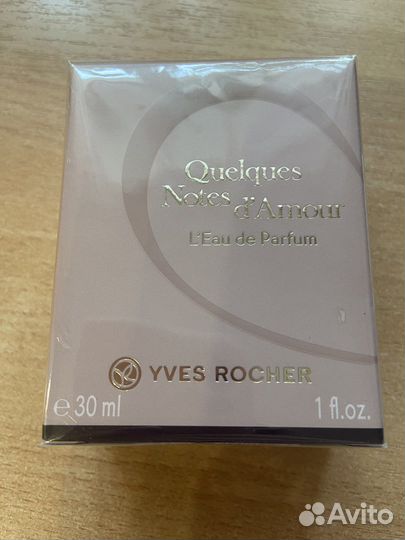 Quelques
Notes d'Amour
L'Eau de Parfum
YVES ROCHER
e 30 ml 1 fl.oz.
Avito